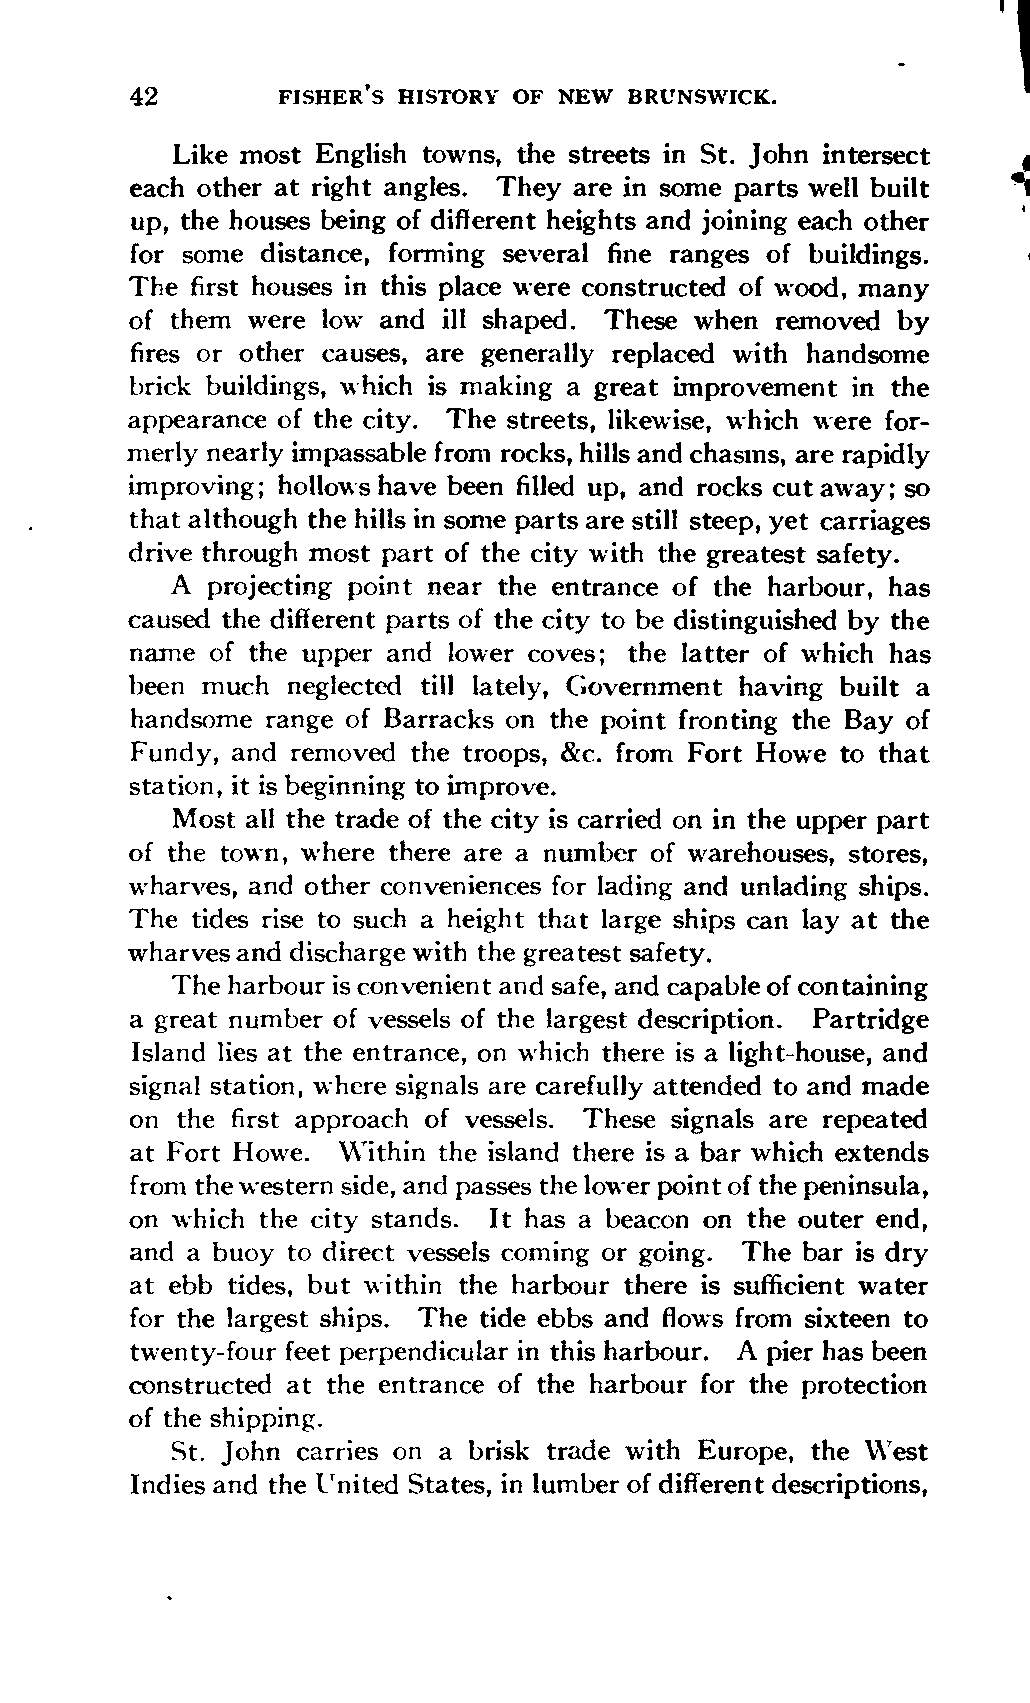 42 FISHER'S HISTORY OF NEW BRUNSWICK.
Like most English towns, the streets in St. John intersect
each other at right angles. They are in some parts well built
up, the houses being of different heights and joining each other
for some distance, forming several fine ranges of buildings.
The first houses in this place were constructed of wood, many
of them were low and ill shaped. These when removed by
fires or other causes, are generally replaced with handsome
brick buildings, which is making a great improvement in the
appearance of the city. The streets, likewise, which were for-
merly nearly impassable from rocks, hills and chasms, are rapidly
improving; hollows have been filled up, and rocks cut away; so
that although the hills in some parts are still steep, yet carriages
drive through most part of the city with the greatest safety.
A projecting point near the entrance of the harbour, has
caused the different parts of the city to be distinguished by the
name of the upper and lower coves; the latter of which has
been much neglected till lately, Government having built a
handsome range of Barracks on the point fronting the Bay of
Fundy, and removed the troops, &c. from Fort Howe to that
station, it is beginning to improve.
Most all the trade of the city is carried on in the upper part
of the town, where there are a number of warehouses, stores,
wharves, and other conveniences for lading and unlading ships.
The tides rise to such a height that large ships can lay at the
wharves and discharge with the greatest safety.
The harbour is convenient and safe, and capable of containing
a great number of vessels of the largest description. Partridge
Island lies at the entrance, on which there is a light-house, and
signal station, where signals are carefully attended to and made
on the first approach of vessels. These signals are repeated
at Fort Howe. Within the island there is a bar which extends
from the western side, and passes the lower point of the peninsula,
on which the city stands. It has a beacon on the outer end,
and a buoy to direct vessels coming or going. The bar is dry
at ebb tides, but within the harbour there is sufficient water
for the largest ships. The tide ebbs and flows from sixteen to
twenty-four feet perpendicular in this harbour. A pier has been
constructed at the entrance of the harbour for the protection
of the shipping.
St. John carries on a brisk trade with Europe, the West
Indies and the United States, in lumber of different descriptions,